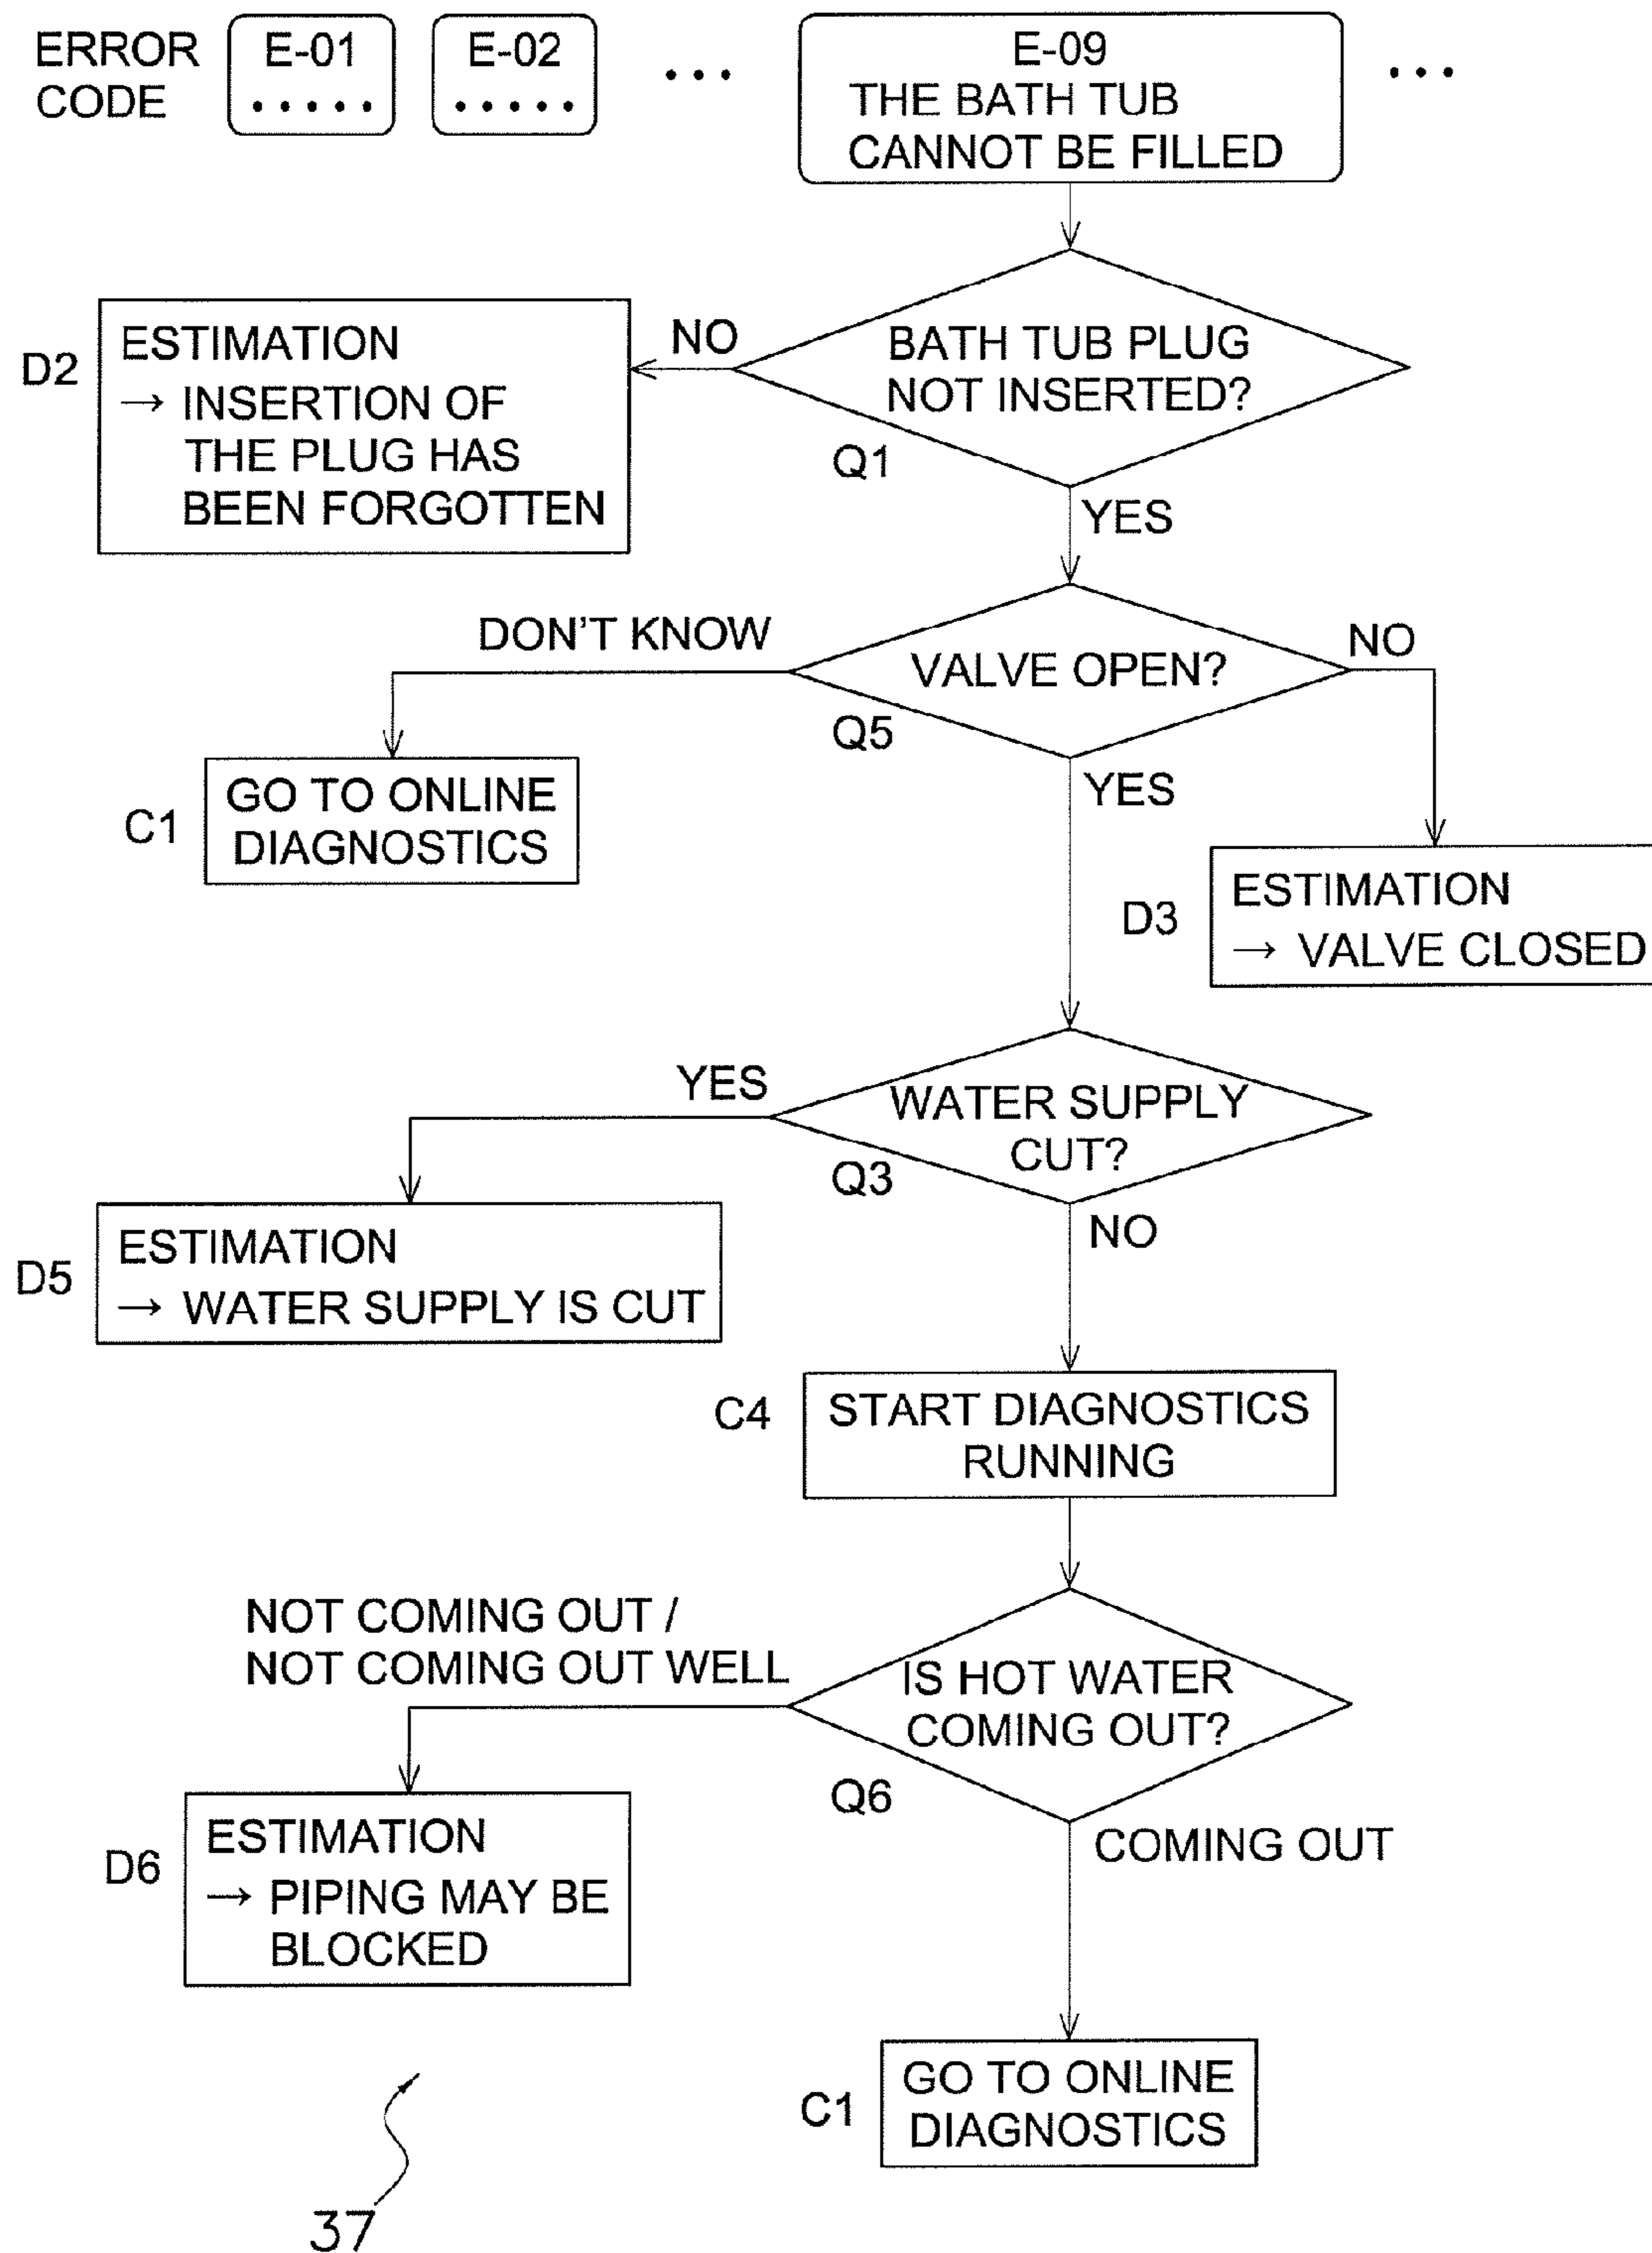 ERROR
CODE
E-01
.....
E-02
.....
...
E-09
THE BATH TUB
CANNOT BE FILLED
...
BATH TUB PLUG
NOT INSERTED?
Q1
NO
D2
ESTIMATION
→ INSERTION OF
THE PLUG HAS
BEEN FORGOTTEN
YES
VALVE OPEN?
Q5
DON'T KNOW
C1
GO TO ONLINE
DIAGNOSTICS
NO
D3
ESTIMATION
→ VALVE CLOSED
YES
WATER SUPPLY
CUT?
Q3
YES
D5
ESTIMATION
→ WATER SUPPLY IS CUT
NO
C4
START DIAGNOSTICS
RUNNING
IS HOT WATER
COMING OUT?
Q6
NOT COMING OUT /
NOT COMING OUT WELL
D6
ESTIMATION
→ PIPING MAY BE
BLOCKED
COMING OUT
C1
GO TO ONLINE
DIAGNOSTICS
37